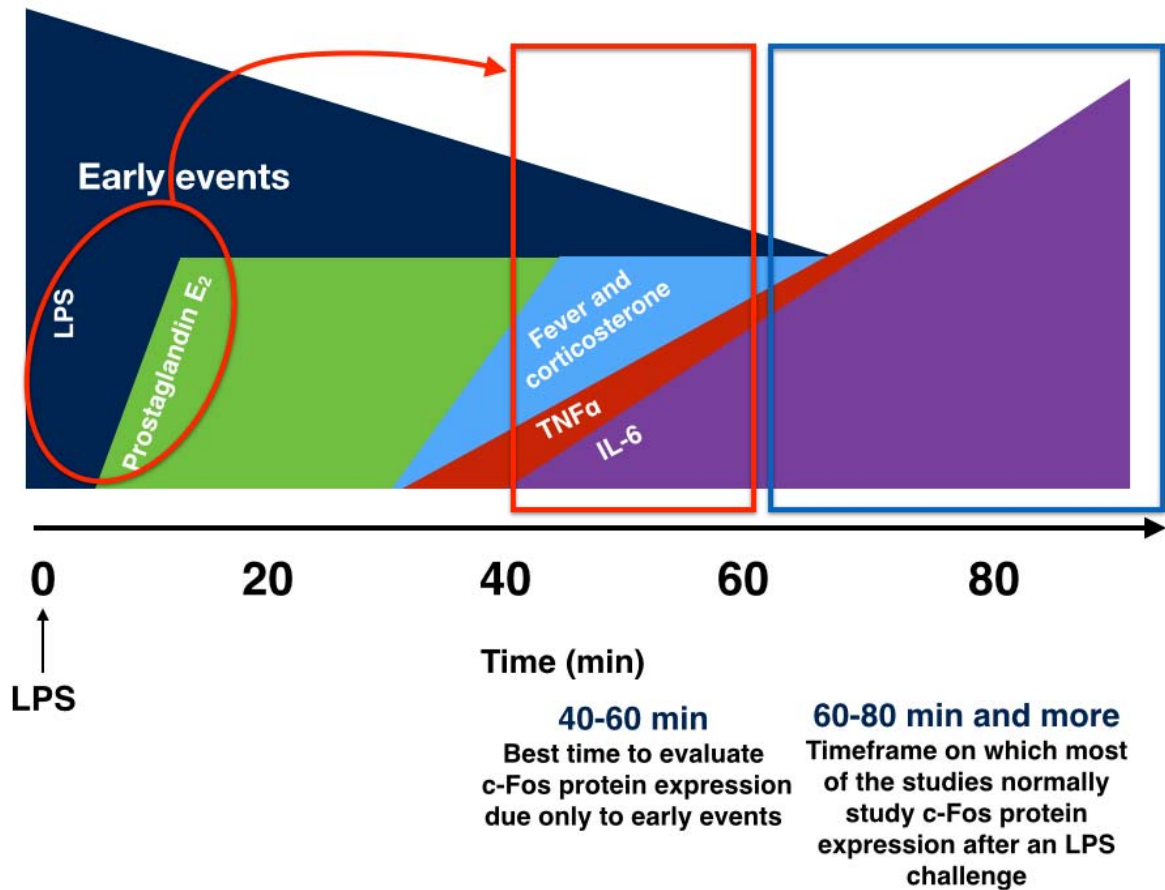 Early events
LPS
Prostaglandin E2
Fever and
corticosterone
TNFα
IL-6
0 20 40 60 80
LPS
Time (min)
40-60 min
Best time to evaluate
c-Fos protein expression
due only to early events
60-80 min and more
Timeframe on which most
of the studies normally
study c-Fos protein
expression after an LPS
challenge